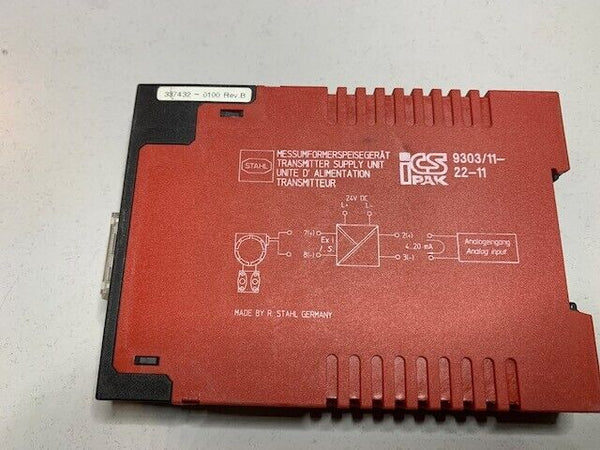 337432 - 0100 Rev.B
STAHL
MESSUMFORMERSPEISEGERÄT
TRANSMITTER SUPPLY UNIT
UNITE D' ALIMENTATION
TRANSMITTEUR
ICS
PAK
9303/11-
22-11
24V DC
L+ L-
7(+)
Ex i
I.S.
8(-)
2(+)
4..20 mA
3(-)
Analogeingang
Analog input
MADE BY R. STAHL GERMANY